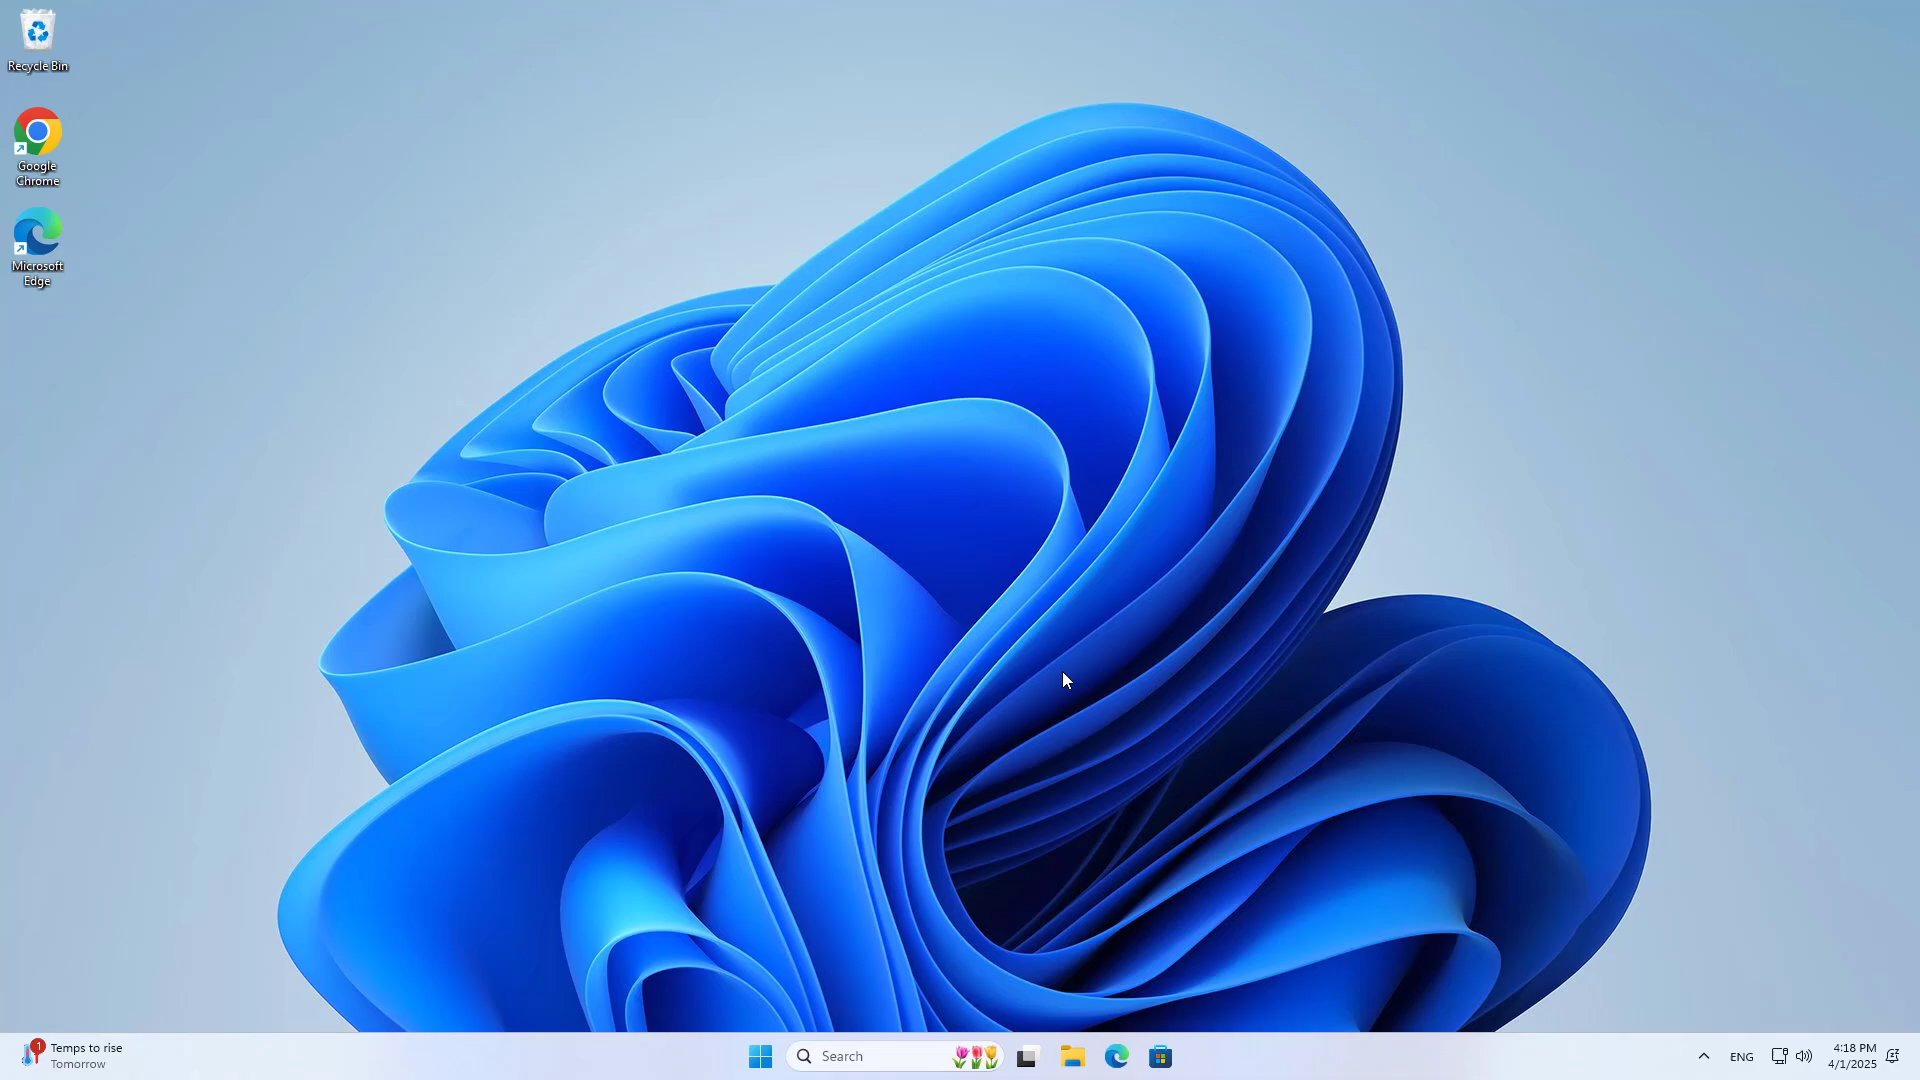 Recycle Bin
Google
Chrome
Microsoft
Edge
1
Temps to rise
Tomorrow
Search
ENG
4:18 PM
4/1/2025